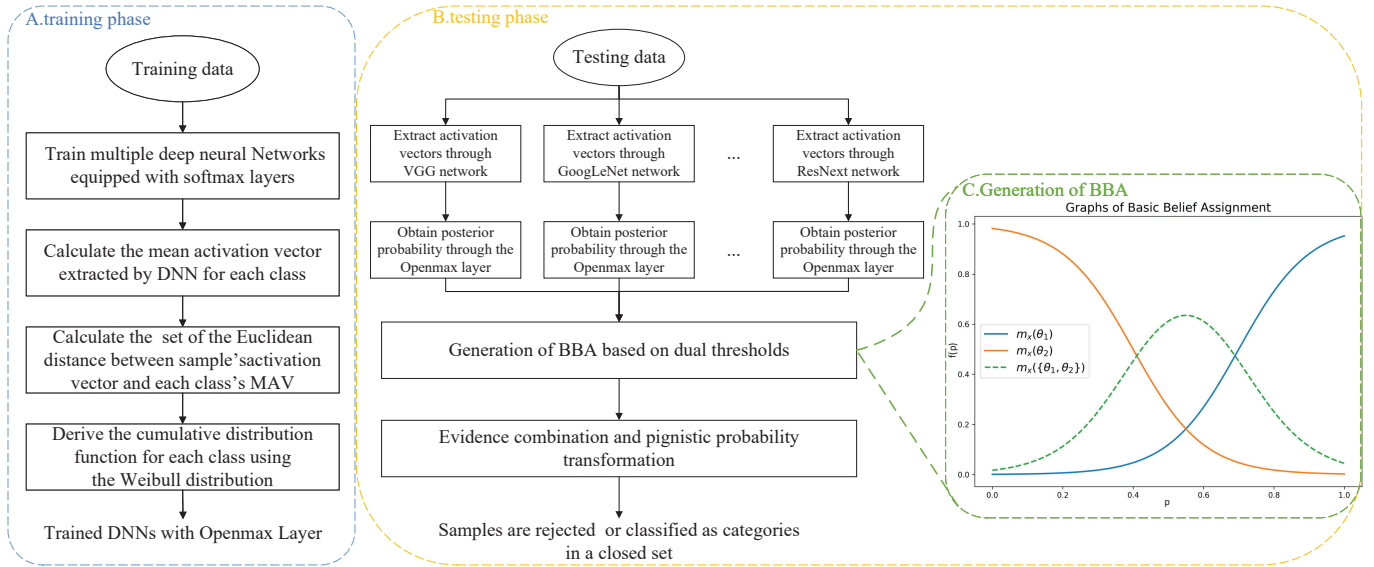 A.training phase
Training data
Train multiple deep neural Networks
equipped with softmax layers
Calculate the mean activation vector
extracted by DNN for each class
Calculate the  set of the Euclidean
distance between sample'sactivation
vector and each class's MAV
Derive the cumulative distribution
function for each class using
the Weibull distribution
Trained DNNs with Openmax Layer
B.testing phase
Testing data
Extract activation
vectors through
VGG network
Extract activation
vectors through
GoogLeNet network
...
Extract activation
vectors through
ResNext network
Obtain posterior
probability through the
Openmax layer
Obtain posterior
probability through the
Openmax layer
...
Obtain posterior
probability through the
Openmax layer
Generation of BBA based on dual thresholds
Evidence combination and pignistic probability
transformation
Samples are rejected  or classified as categories
in a closed set
C.Generation of BBA
Graphs of Basic Belief Assignment
1.0
0.8
0.6
0.4
0.2
0.0
f(p)
mₓ(θ₁)
mₓ(θ₂)
mₓ({θ₁, θ₂})
0.0 0.2 0.4 0.6 0.8 1.0
p